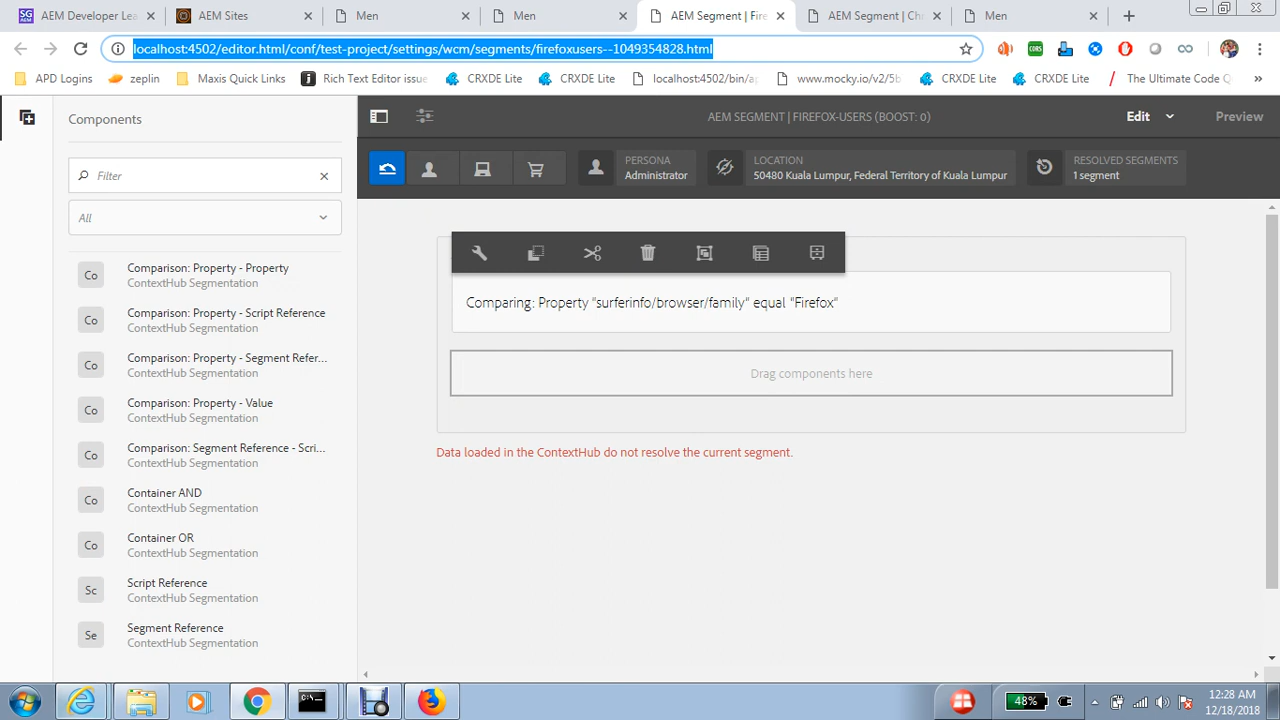 AEM Developer Lea
AEM Sites
Men
Men
AEM Segment | Fire
AEM Segment | Ch
Men
localhost:4502/editor.html/conf/test-project/settings/wcm/segments/firefoxusers--1049354828.html
APD Logins
zeplin
Maxis Quick Links
Rich Text Editor issue
CRXDE Lite
CRXDE Lite
localhost:4502/bin/a
www.mocky.io/v2/5b
CRXDE Lite
CRXDE Lite
The Ultimate Code Q
Components
Filter
All
Co
Comparison: Property - Property
ContextHub Segmentation
Co
Comparison: Property - Script Reference
ContextHub Segmentation
Co
Comparison: Property - Segment Refer...
ContextHub Segmentation
Co
Comparison: Property - Value
ContextHub Segmentation
Co
Comparison: Segment Reference - Scri...
ContextHub Segmentation
Co
Container AND
ContextHub Segmentation
Co
Container OR
ContextHub Segmentation
Sc
Script Reference
ContextHub Segmentation
Se
Segment Reference
ContextHub Segmentation
AEM SEGMENT | FIREFOX-USERS (BOOST: 0)
Edit
Preview
PERSONA
Administrator
LOCATION
50480 Kuala Lumpur, Federal Territory of Kuala Lumpur
RESOLVED SEGMENTS
1 segment
Comparing: Property "surferinfo/browser/family" equal "Firefox"
Drag components here
Data loaded in the ContextHub do not resolve the current segment.
48%
12:28 AM
12/18/2018